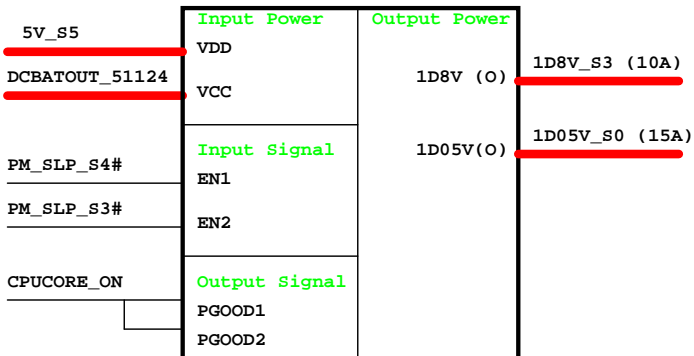 Input Power
Output Power
5V_S5
VDD
DCBATOUT_51124
VCC
1D8V (O)
1D8V_S3 (10A)
1D05V(O)
1D05V_S0 (15A)
Input Signal
PM_SLP_S4#
EN1
PM_SLP_S3#
EN2
CPUCORE_ON
Output Signal
PGOOD1
PGOOD2